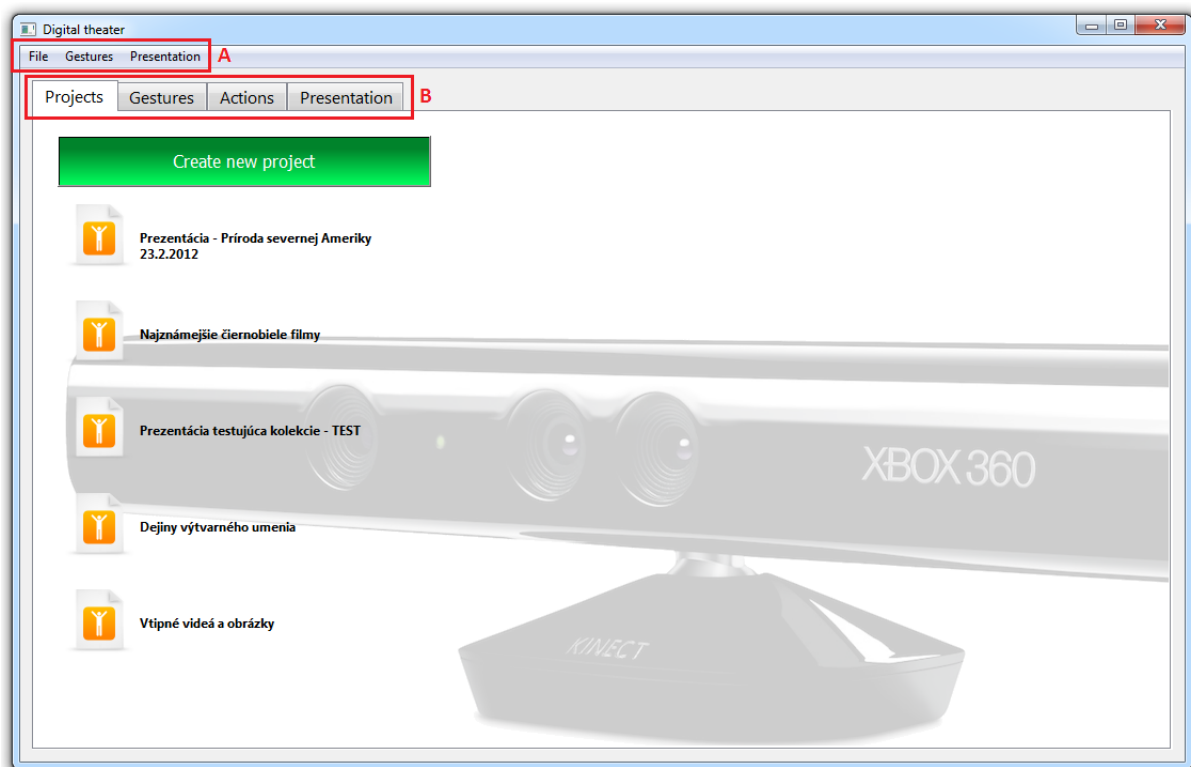 Digital theater
File Gestures Presentation A
Projects Gestures Actions Presentation B
Create new project
Prezentácia - Príroda severnej Ameriky
23.2.2012
Najznámejšie čiernobiele filmy
Prezentácia testujúca kolekcie - TEST
XBOX 360
Dejiny výtvarného umenia
Vtipné videá a obrázky
KINECT